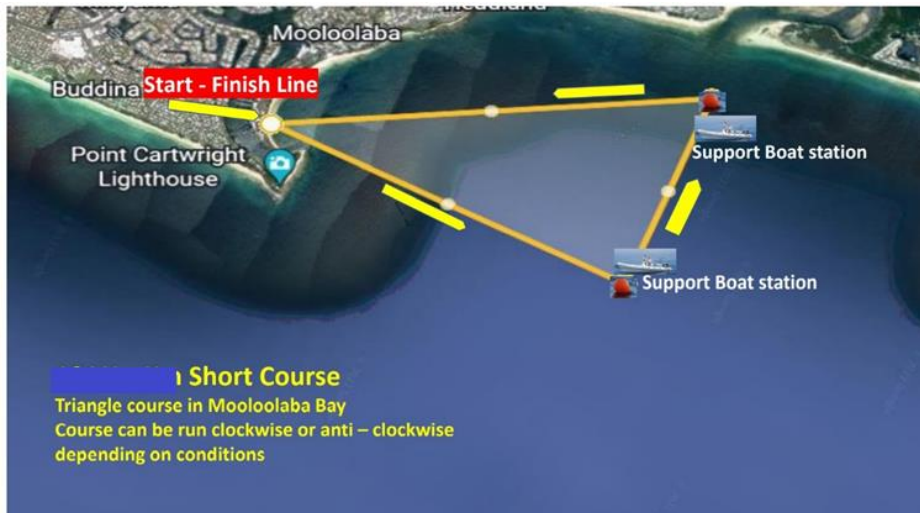 Mooloolaba
Buddina
Start - Finish Line
Point Cartwright
Lighthouse
Support Boat station
Support Boat station
Short Course
Triangle course in Mooloolaba Bay
Course can be run clockwise or anti – clockwise
depending on conditions